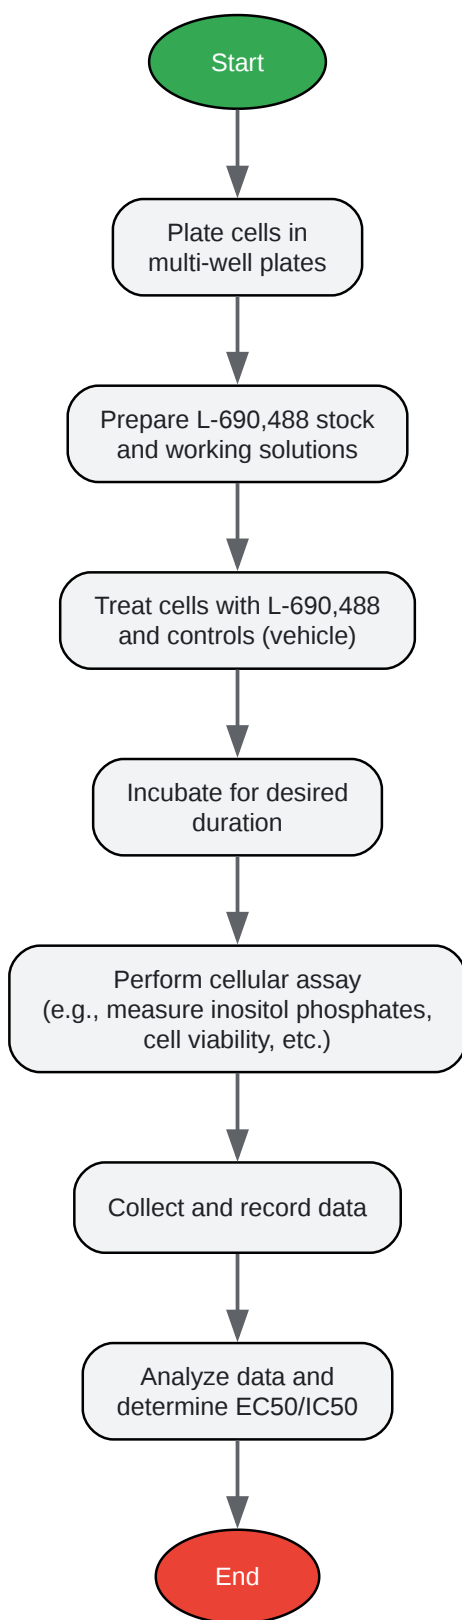 Start
Plate cells in
multi-well plates
Prepare L-690,488 stock
and working solutions
Treat cells with L-690,488
and controls (vehicle)
Incubate for desired
duration
Perform cellular assay
(e.g., measure inositol phosphates,
cell viability, etc.)
Collect and record data
Analyze data and
determine EC50/IC50
End